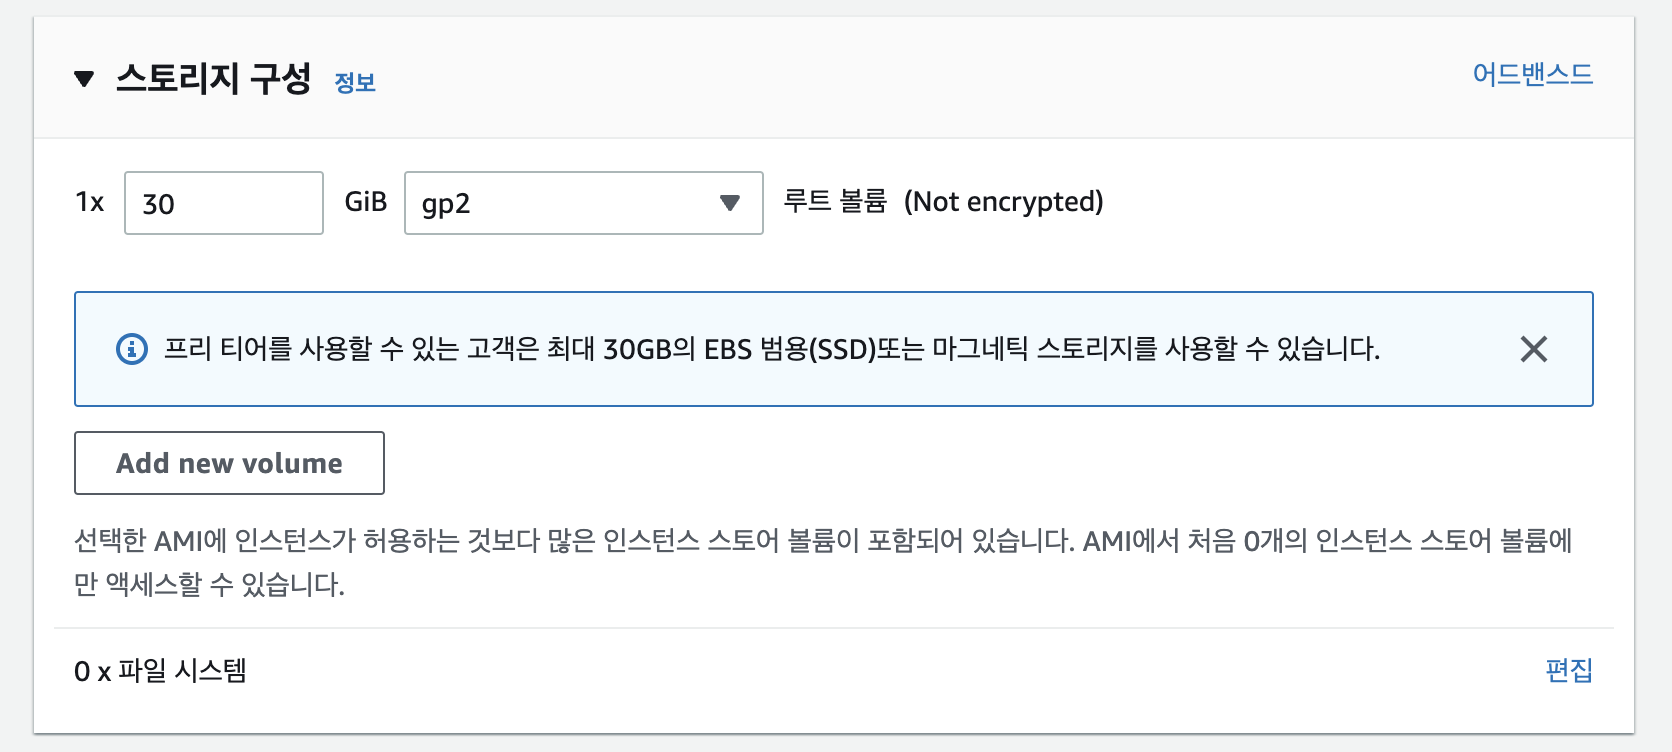 스토리지 구성 정보 어드밴스드
1x 30 GiB gp2 루트 볼륨 (Not encrypted)
프리 티어를 사용할 수 있는 고객은 최대 30GB의 EBS 범용(SSD)또는 마그네틱 스토리지를 사용할 수 있습니다.
Add new volume
선택한 AMI에 인스턴스가 허용하는 것보다 많은 인스턴스 스토어 볼륨이 포함되어 있습니다. AMI에서 처음 0개의 인스턴스 스토어 볼륨에
만 액세스할 수 있습니다.
0 x 파일 시스템 편집